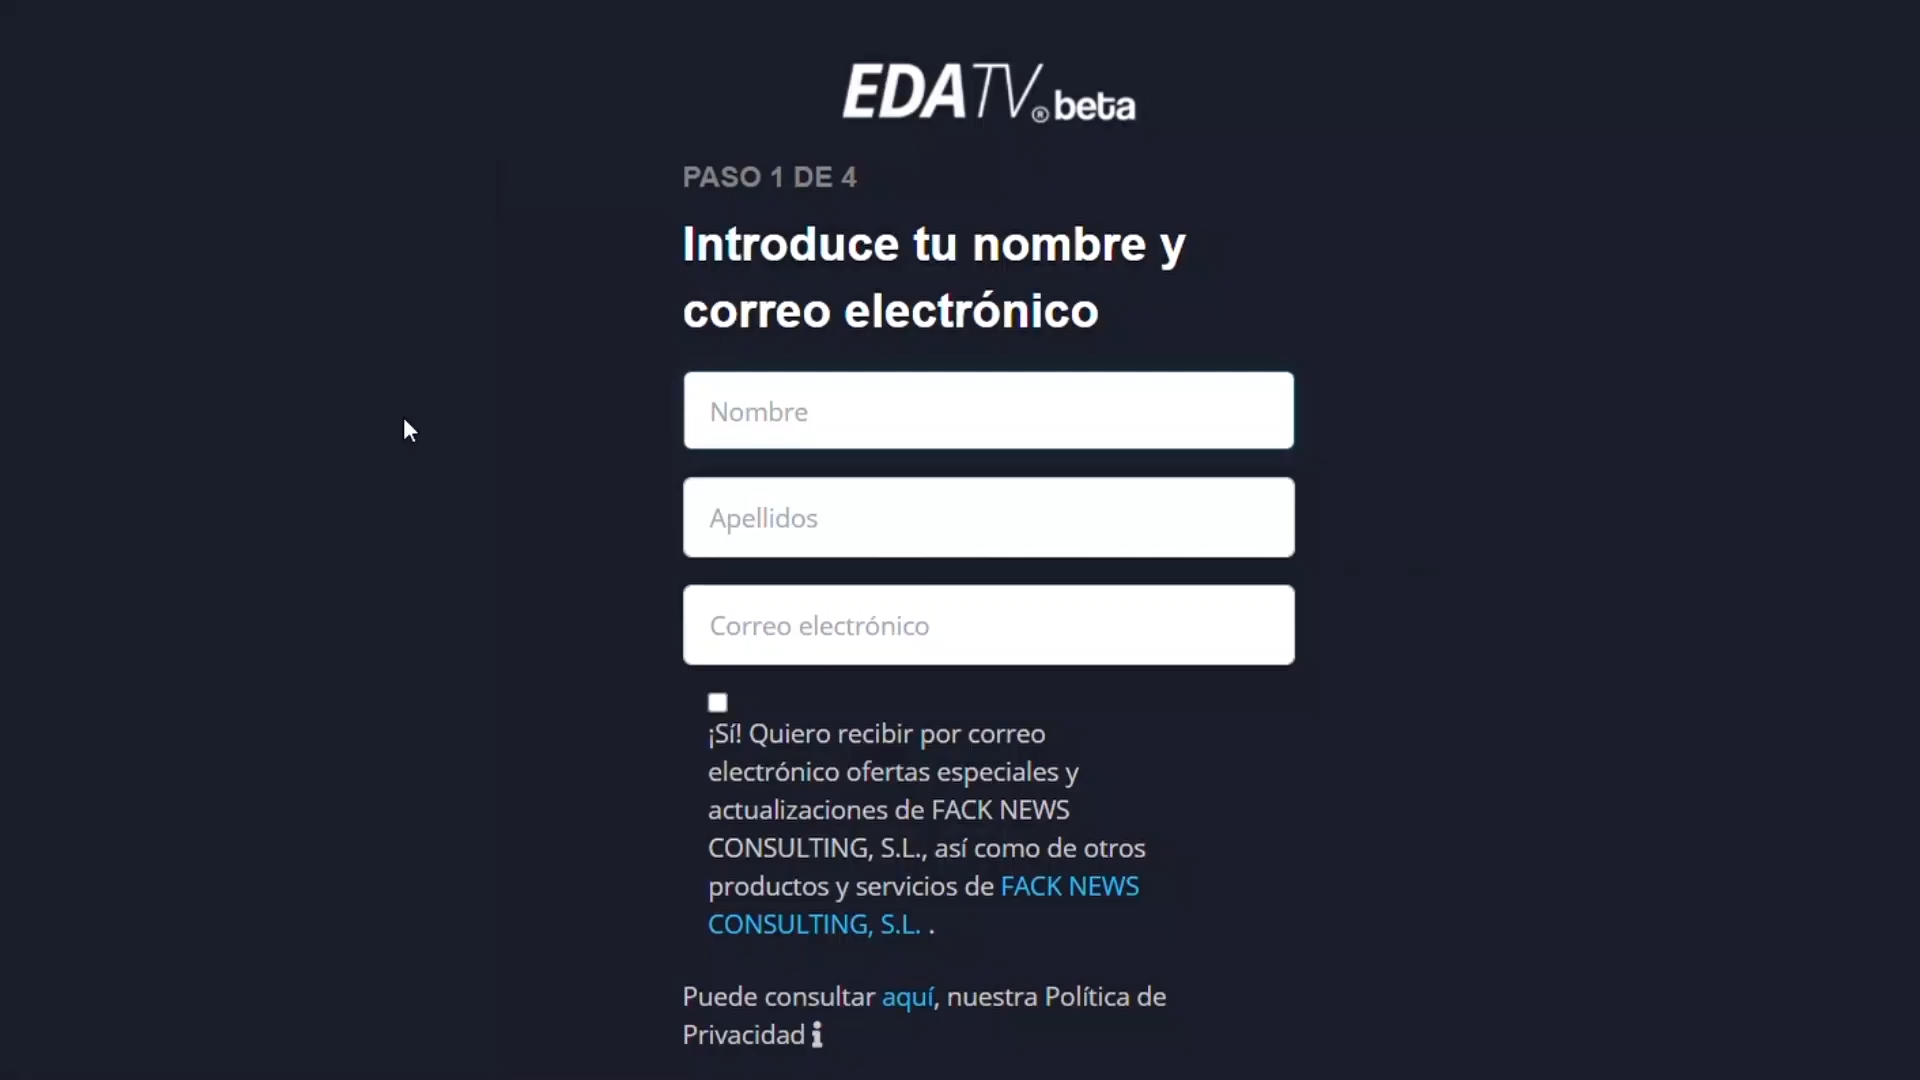 EDATV® beta
PASO 1 DE 4
Introduce tu nombre y
correo electrónico
Nombre
Apellidos
Correo electrónico
¡Sí! Quiero recibir por correo
electrónico ofertas especiales y
actualizaciones de FACK NEWS
CONSULTING, S.L., así como de otros
productos y servicios de FACK NEWS
CONSULTING, S.L. .
Puede consultar aquí, nuestra Política de
Privacidad ℹ